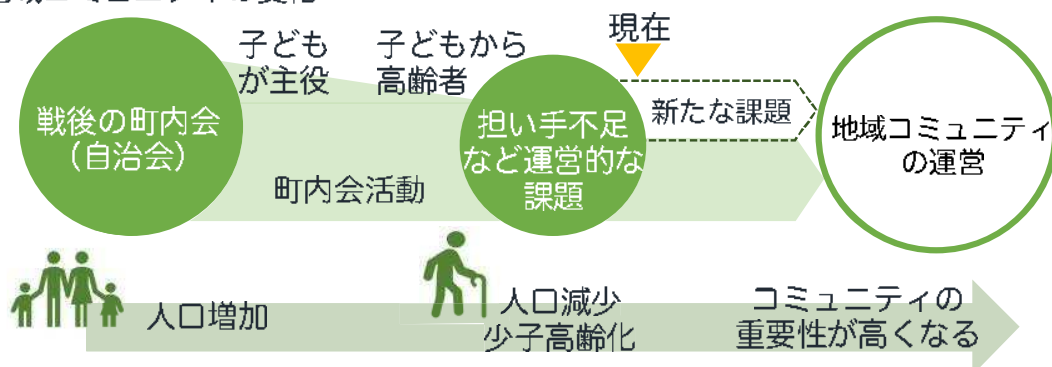 現在
子ども
が主役
子どもから
高齢者
戦後の町内会
（自治会）
担い手不足
など運営的な
課題
新たな課題
地域コミュニティ
の運営
町内会活動
人口増加
人口減少
少子高齢化
コミュニティの
重要性が高くなる